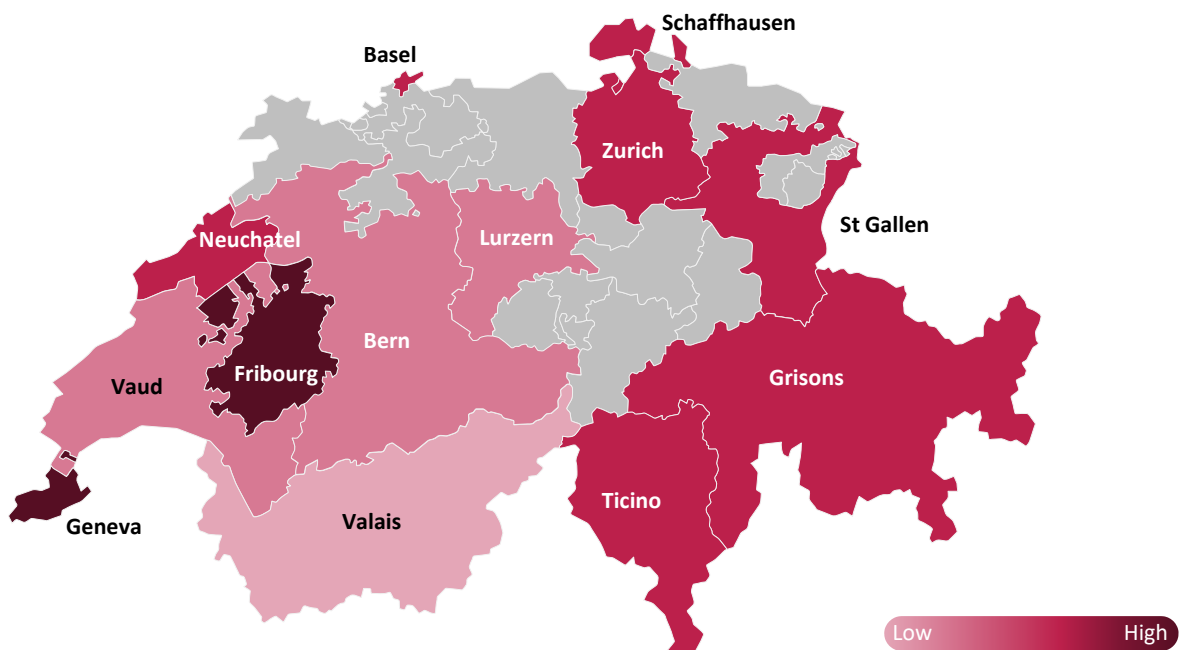 Schaffhausen
Basel
Zurich
St Gallen
Neuchatel
Lurzern
Bern
Vaud
Fribourg
Grisons
Ticino
Valais
Geneva
Low High